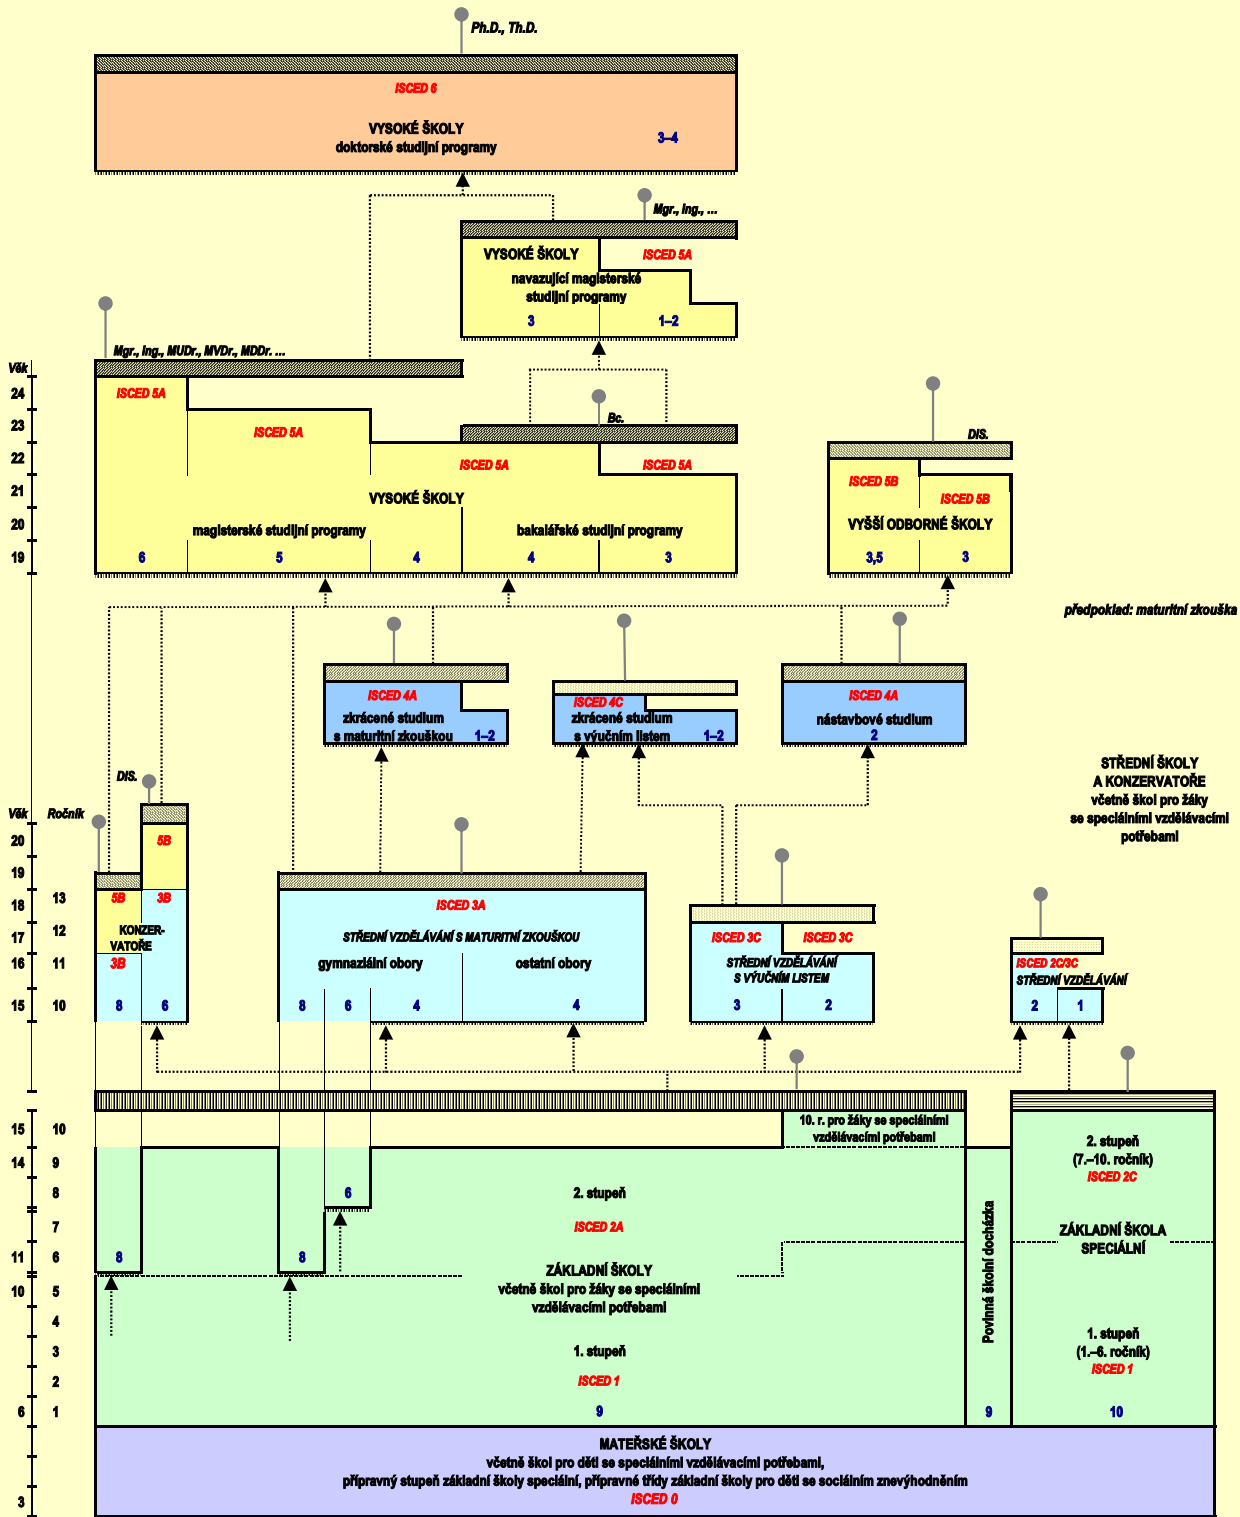 Ph.D., Th.D.
ISCED 6
VYSOKÉ ŠKOLY
doktorské studijní programy
3–4
Mgr., Ing., ...
VYSOKÉ ŠKOLY
ISCED 5A
navazující magisterské
studijní programy
3
1–2
Mgr., Ing., MUDr., MVDr., MDDr. ...
Věk
24
ISCED 5A
23
ISCED 5A
Bc.
DIS.
22
ISCED 5A
ISCED 5A
ISCED 5B
21
VYSOKÉ ŠKOLY
ISCED 5B
20
magisterské studijní programy
bakalářské studijní programy
VYŠŠÍ ODBORNÉ ŠKOLY
19
6
5
4
4
3
3,5
3
předpoklad: maturitní zkouška
ISCED 4A
zkrácené studium
s maturitní zkouškou
1–2
ISCED 4C
zkrácené studium
s výučním listem
1–2
ISCED 4A
nástavbové studium
2
STŘEDNÍ ŠKOLY
A KONZERVATOŘE
včetně škol pro žáky
se speciálními vzdělávacími
potřebami
DIS.
Věk
Ročník
20
5B
19
18
13
5B
3B
ISCED 3A
17
12
KONZER-
VATOŘE
STŘEDNÍ VZDĚLÁVÁNÍ S MATURITNÍ ZKOUŠKOU
ISCED 3C
ISCED 3C
16
11
3B
gymnaziální obory
ostatní obory
STŘEDNÍ VZDĚLÁVÁNÍ
S VÝUČNÍM LISTEM
ISCED 2C/3C
STŘEDNÍ VZDĚLÁVÁNÍ
15
10
8
6
8
6
4
4
3
2
2
1
15
10
10. r. pro žáky se speciálními
vzdělávacími potřebami
2. stupeň
(7.–10. ročník)
ISCED 2C
14
9
8
6
2. stupeň
7
ISCED 2A
Povinná školní docházka
ZÁKLADNÍ ŠKOLA
SPECIÁLNÍ
11
6
8
8
10
5
ZÁKLADNÍ ŠKOLY
včetně škol pro žáky se speciálními
vzdělávacími potřebami
4
3
1. stupeň
1. stupeň
(1.–6. ročník)
ISCED 1
2
ISCED 1
6
1
9
9
10
MATEŘSKÉ ŠKOLY
včetně škol pro děti se speciálními vzdělávacími potřebami,
přípravný stupeň základní školy speciální, přípravné třídy základní školy pro děti se sociálním znevýhodněním
3
ISCED 0